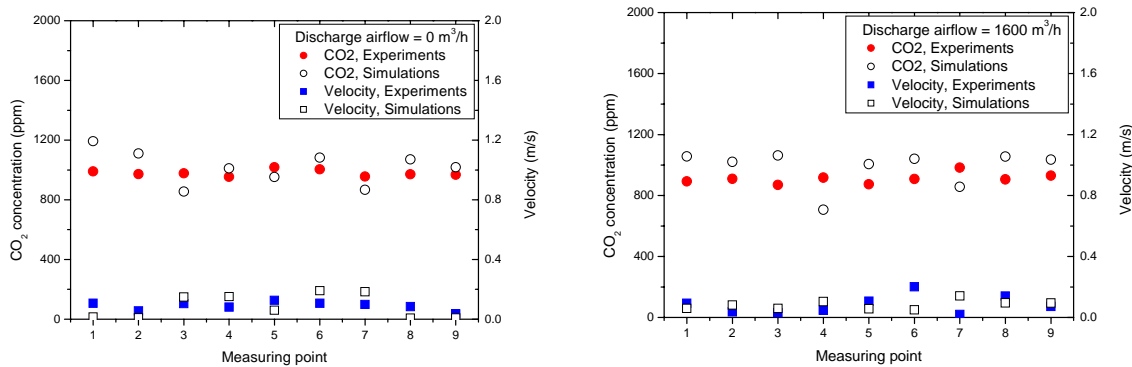 Discharge airflow = 0 m³/h
CO2, Experiments
CO2, Simulations
Velocity, Experiments
Velocity, Simulations
2000
1600
1200
800
400
0
CO₂ concentration (ppm)
2.0
1.6
1.2
0.8
0.4
0.0
Velocity (m/s)
1 2 3 4 5 6 7 8 9
Measuring point
Discharge airflow = 1600 m³/h
CO2, Experiments
CO2, Simulations
Velocity, Experiments
Velocity, Simulations
2000
1600
1200
800
400
0
CO₂ concentration (ppm)
2.0
1.6
1.2
0.8
0.4
0.0
Velocity (m/s)
1 2 3 4 5 6 7 8 9
Measuring point